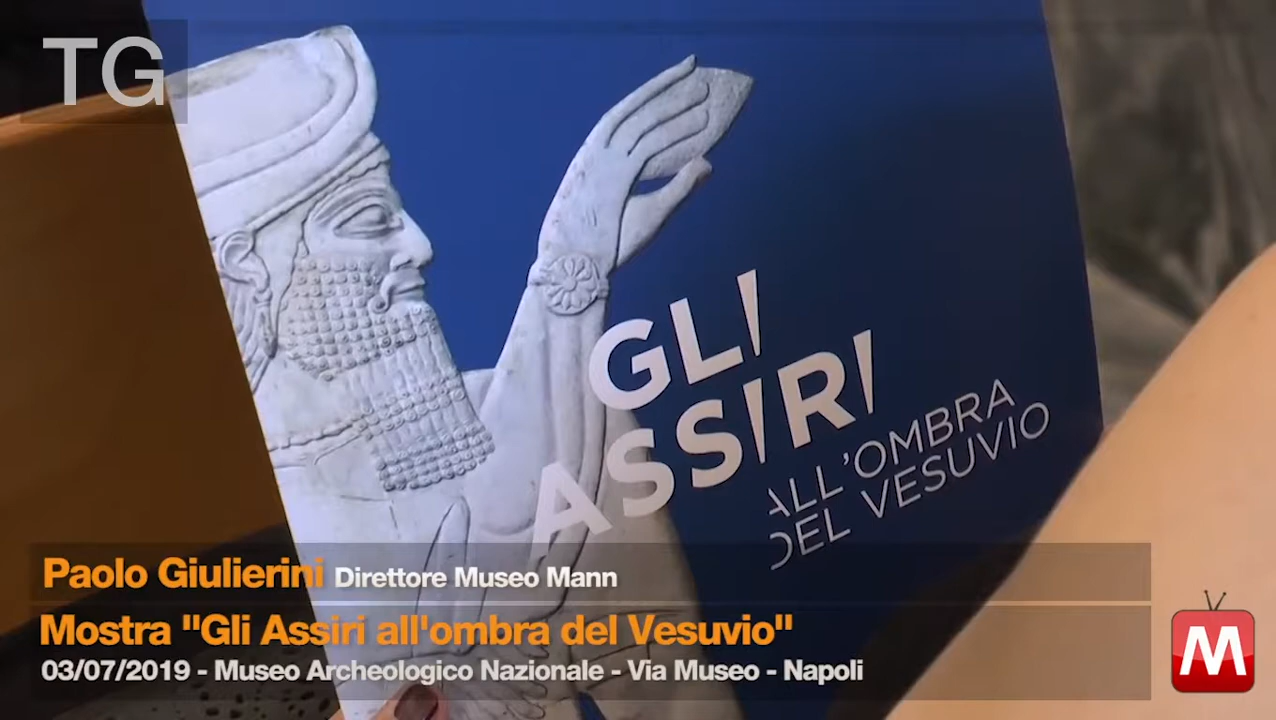 TG
GLI
ASSIRI
ALL'OMBRA
DEL VESUVIO
Paolo Giulierini Direttore Museo Mann
Mostra "Gli Assiri all'ombra del Vesuvio"
03/07/2019 - Museo Archeologico Nazionale - Via Museo - Napoli
M